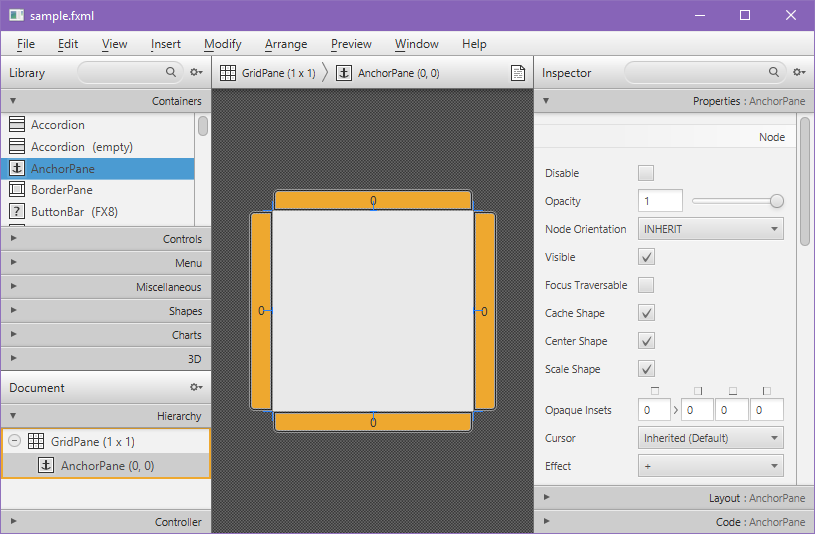 sample.fxml
File Edit View Insert Modify Arrange Preview Window Help
Library
GridPane (1 x 1) AnchorPane (0, 0)
Inspector
Containers
Accordion
Accordion (empty)
AnchorPane
BorderPane
ButtonBar (FX8)
Controls
Menu
Miscellaneous
Shapes
Charts
3D
Document
Hierarchy
GridPane (1 x 1)
AnchorPane (0, 0)
Controller
0
0
0
0
Properties : AnchorPane
Node
Disable
Opacity 1
Node Orientation INHERIT
Visible
Focus Traversable
Cache Shape
Center Shape
Scale Shape
Opaque Insets 0 0 0 0
Cursor Inherited (Default)
Effect +
Layout : AnchorPane
Code : AnchorPane